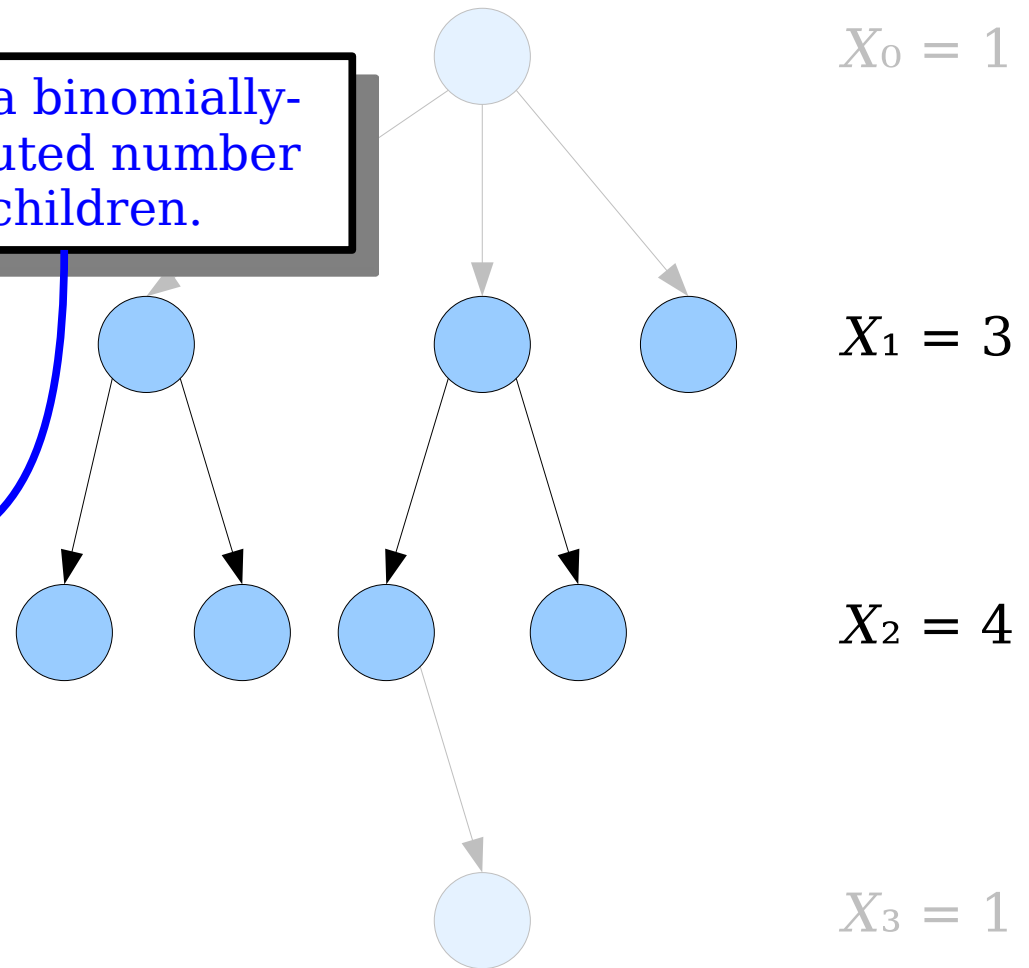 X₀ = 1
a binomially-
uted number
children.
X₁ = 3
X₂ = 4
X₃ = 1